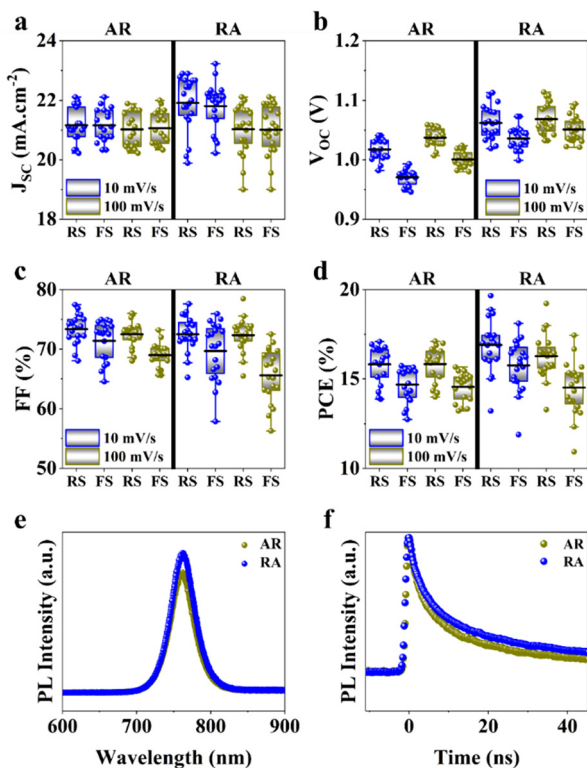 a AR RA
J_SC (mA.cm⁻²)
24
22
20
18
10 mV/s
100 mV/s
RS FS RS FS RS FS RS FS
b AR RA
V_OC (V)
1.2
1.1
1.0
0.9
10 mV/s
100 mV/s
RS FS RS FS RS FS RS FS
c AR RA
FF (%)
80
70
60
50
10 mV/s
100 mV/s
RS FS RS FS RS FS RS FS
d AR RA
PCE (%)
20
15
10
10 mV/s
100 mV/s
RS FS RS FS RS FS RS FS
e
AR
RA
PL Intensity (a.u.)
600 700 800 900
Wavelength (nm)
f
AR
RA
PL Intensity (a.u.)
0 20 40
Time (ns)